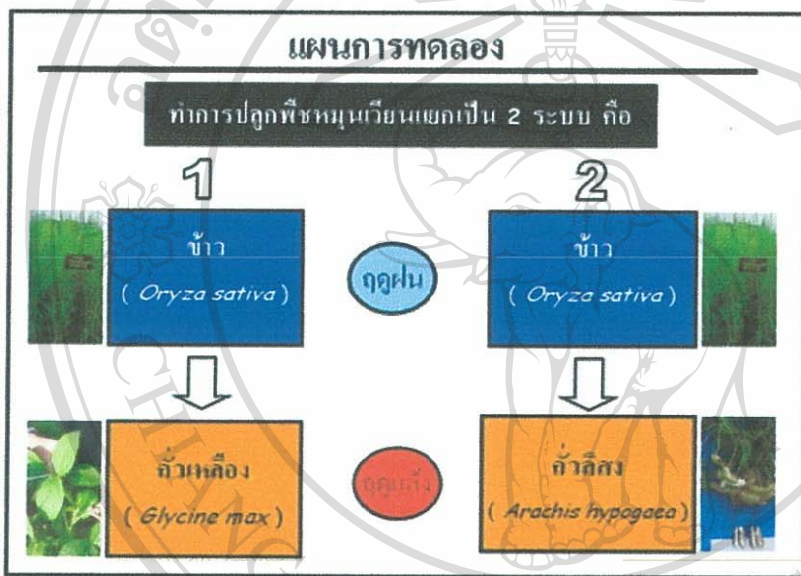 แผนการทดลอง
ทำการปลูกพืชหมุนเวียนแยกเป็น 2 ระบบ คือ
1
2
ข้าว
( Oryza sativa )
ฤดูฝน
ข้าว
( Oryza sativa )
ถั่วเหลือง
( Glycine max )
ฤดูแล้ง
ถั่วลิสง
( Arachis hypogaea )